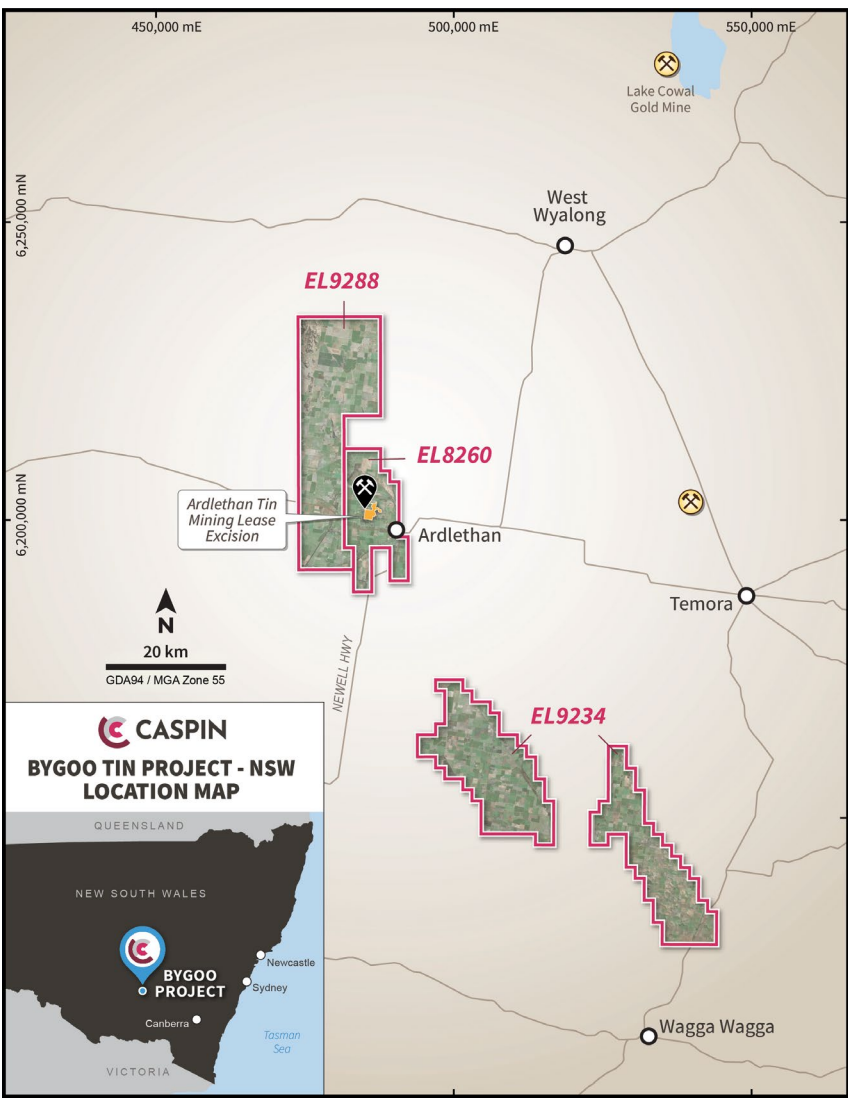 450,000 mE
500,000 mE
550,000 mE
Lake Cowal
Gold Mine
6,250,000 mN
West
Wyalong
EL9288
EL8260
Ardlethan Tin
Mining Lease
Excision
6,200,000 mN
Ardlethan
Temora
N
20 km
GDA94 / MGA Zone 55
NEWELL HWY
EL9234
CASPIN
BYGOO TIN PROJECT - NSW
LOCATION MAP
QUEENSLAND
NEW SOUTH WALES
BYGOO
PROJECT
Newcastle
Sydney
Canberra
Tasman
Sea
VICTORIA
Wagga Wagga